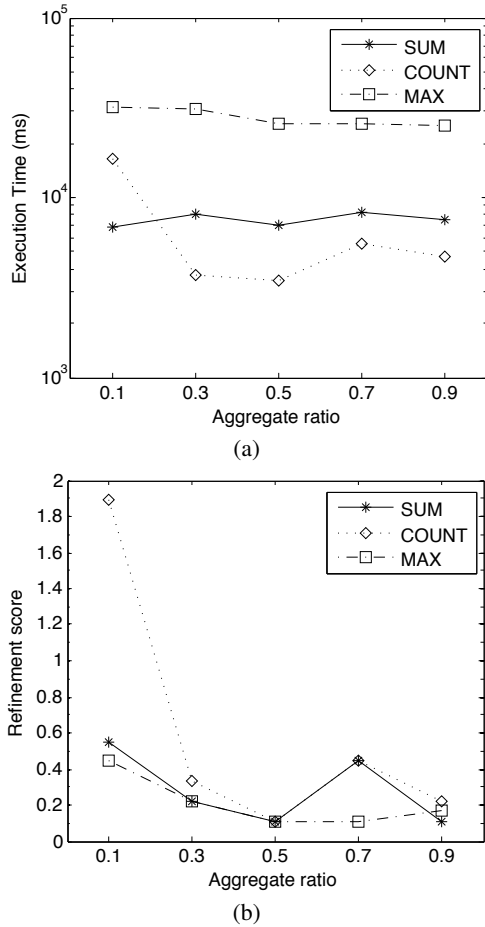 10^5
SUM
COUNT
MAX
Execution Time (ms)
10^4
10^3
0.1 0.3 0.5 0.7 0.9
Aggregate ratio
(a)
2
SUM
1.8
COUNT
1.6
MAX
1.4
1.2
Refinement score
1
0.8
0.6
0.4
0.2
0
0.1 0.3 0.5 0.7 0.9
Aggregate ratio
(b)